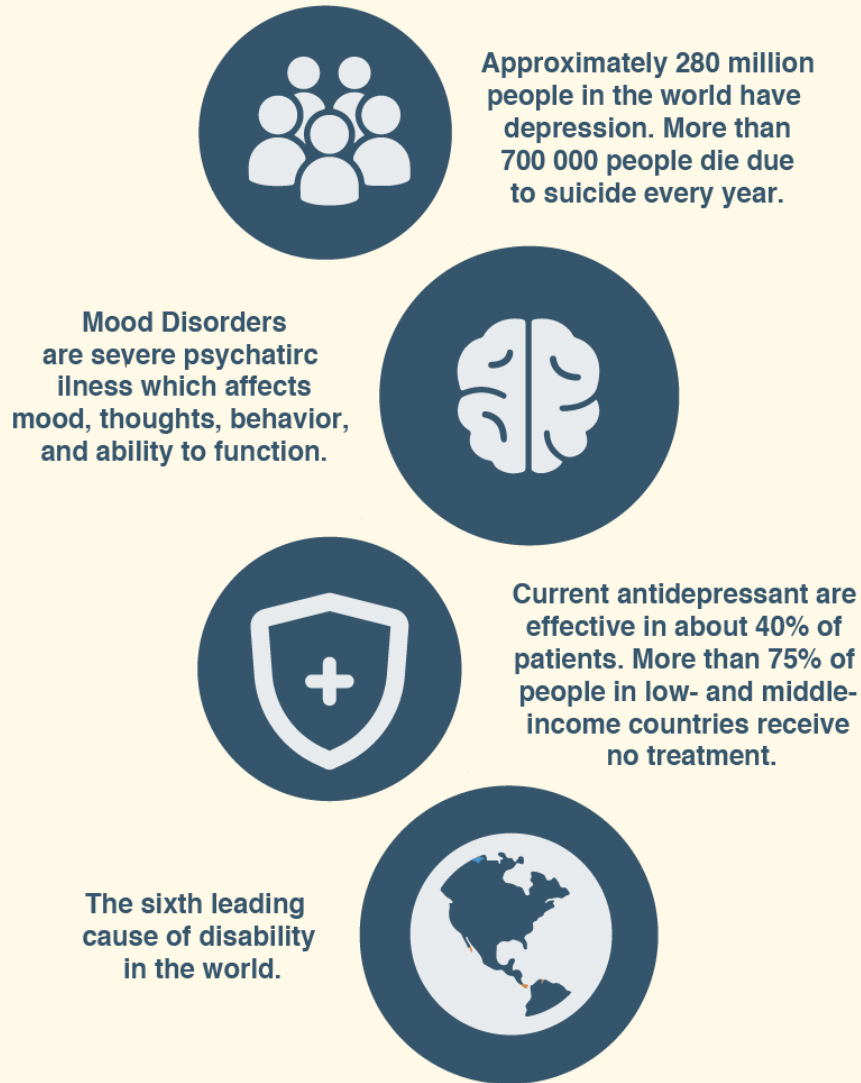 Approximately 280 million
people in the world have
depression. More than
700 000 people die due
to suicide every year.
Mood Disorders
are severe psychatirc
ilness which affects
mood, thoughts, behavior,
and ability to function.
Current antidepressant are
effective in about 40% of
patients. More than 75% of
people in low- and middle-
income countries receive
no treatment.
The sixth leading
cause of disability
in the world.